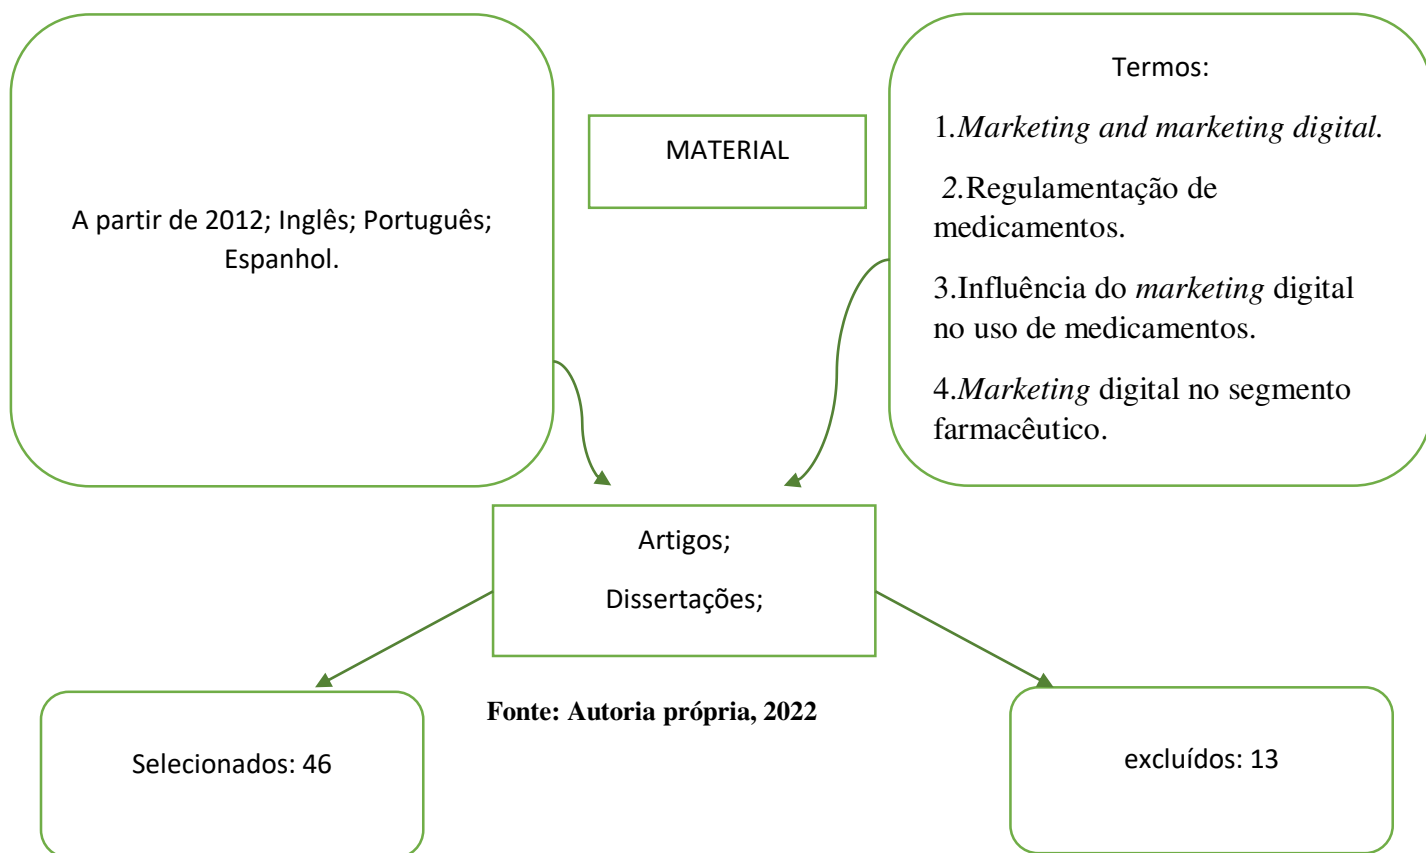 A partir de 2012; Inglês; Português;
Espanhol.
MATERIAL
Termos:
1.Marketing and marketing digital.
2.Regulamentação de
medicamentos.
3.Influência do marketing digital
no uso de medicamentos.
4.Marketing digital no segmento
farmacêutico.
Artigos;
Dissertações;
Selecionados: 46
excluídos: 13
Fonte: Autoria própria, 2022